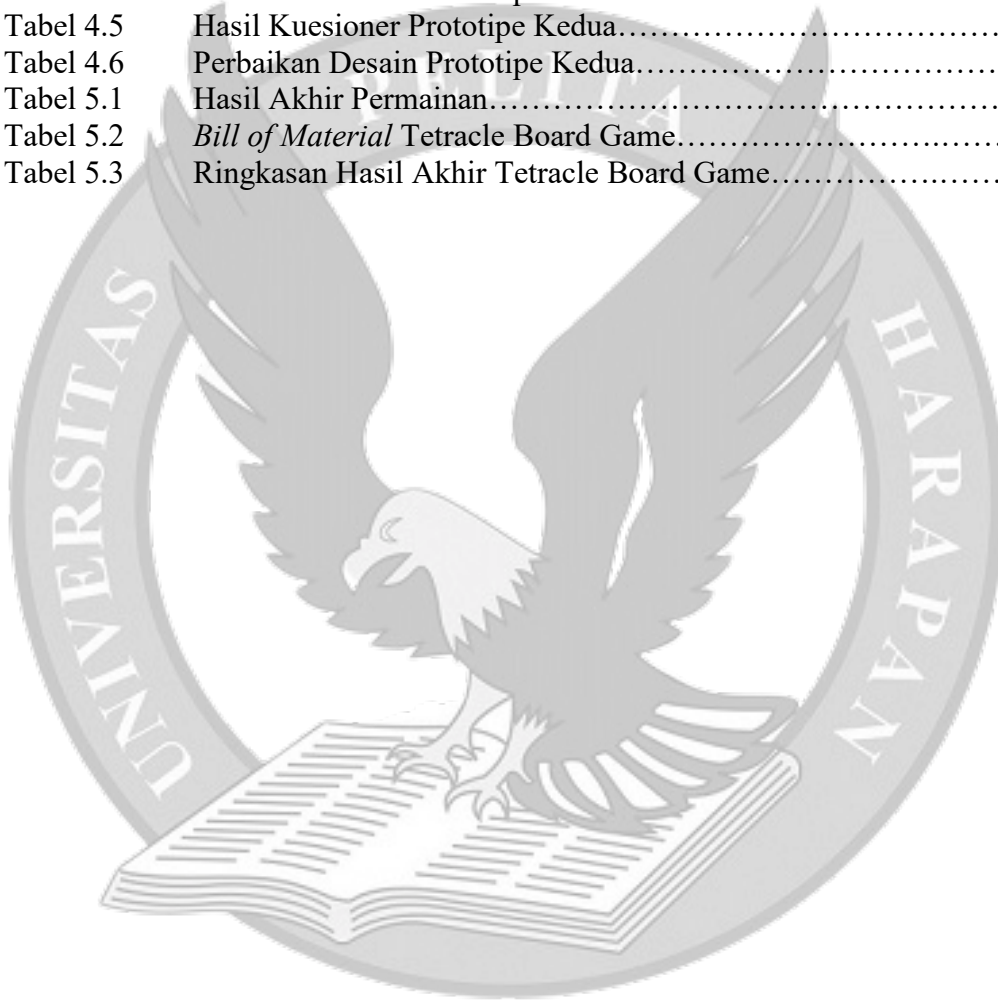 Tabel 4.5 Hasil Kuesioner Prototipe Kedua……………………………….
Tabel 4.6 Perbaikan Desain Prototipe Kedua…………………………….
Tabel 5.1 Hasil Akhir Permainan…………………………………………….
Tabel 5.2 Bill of Material Tetracle Board Game…………………….……
Tabel 5.3 Ringkasan Hasil Akhir Tetracle Board Game…………….……
UNIVERSITAS PELITA HARAPAN